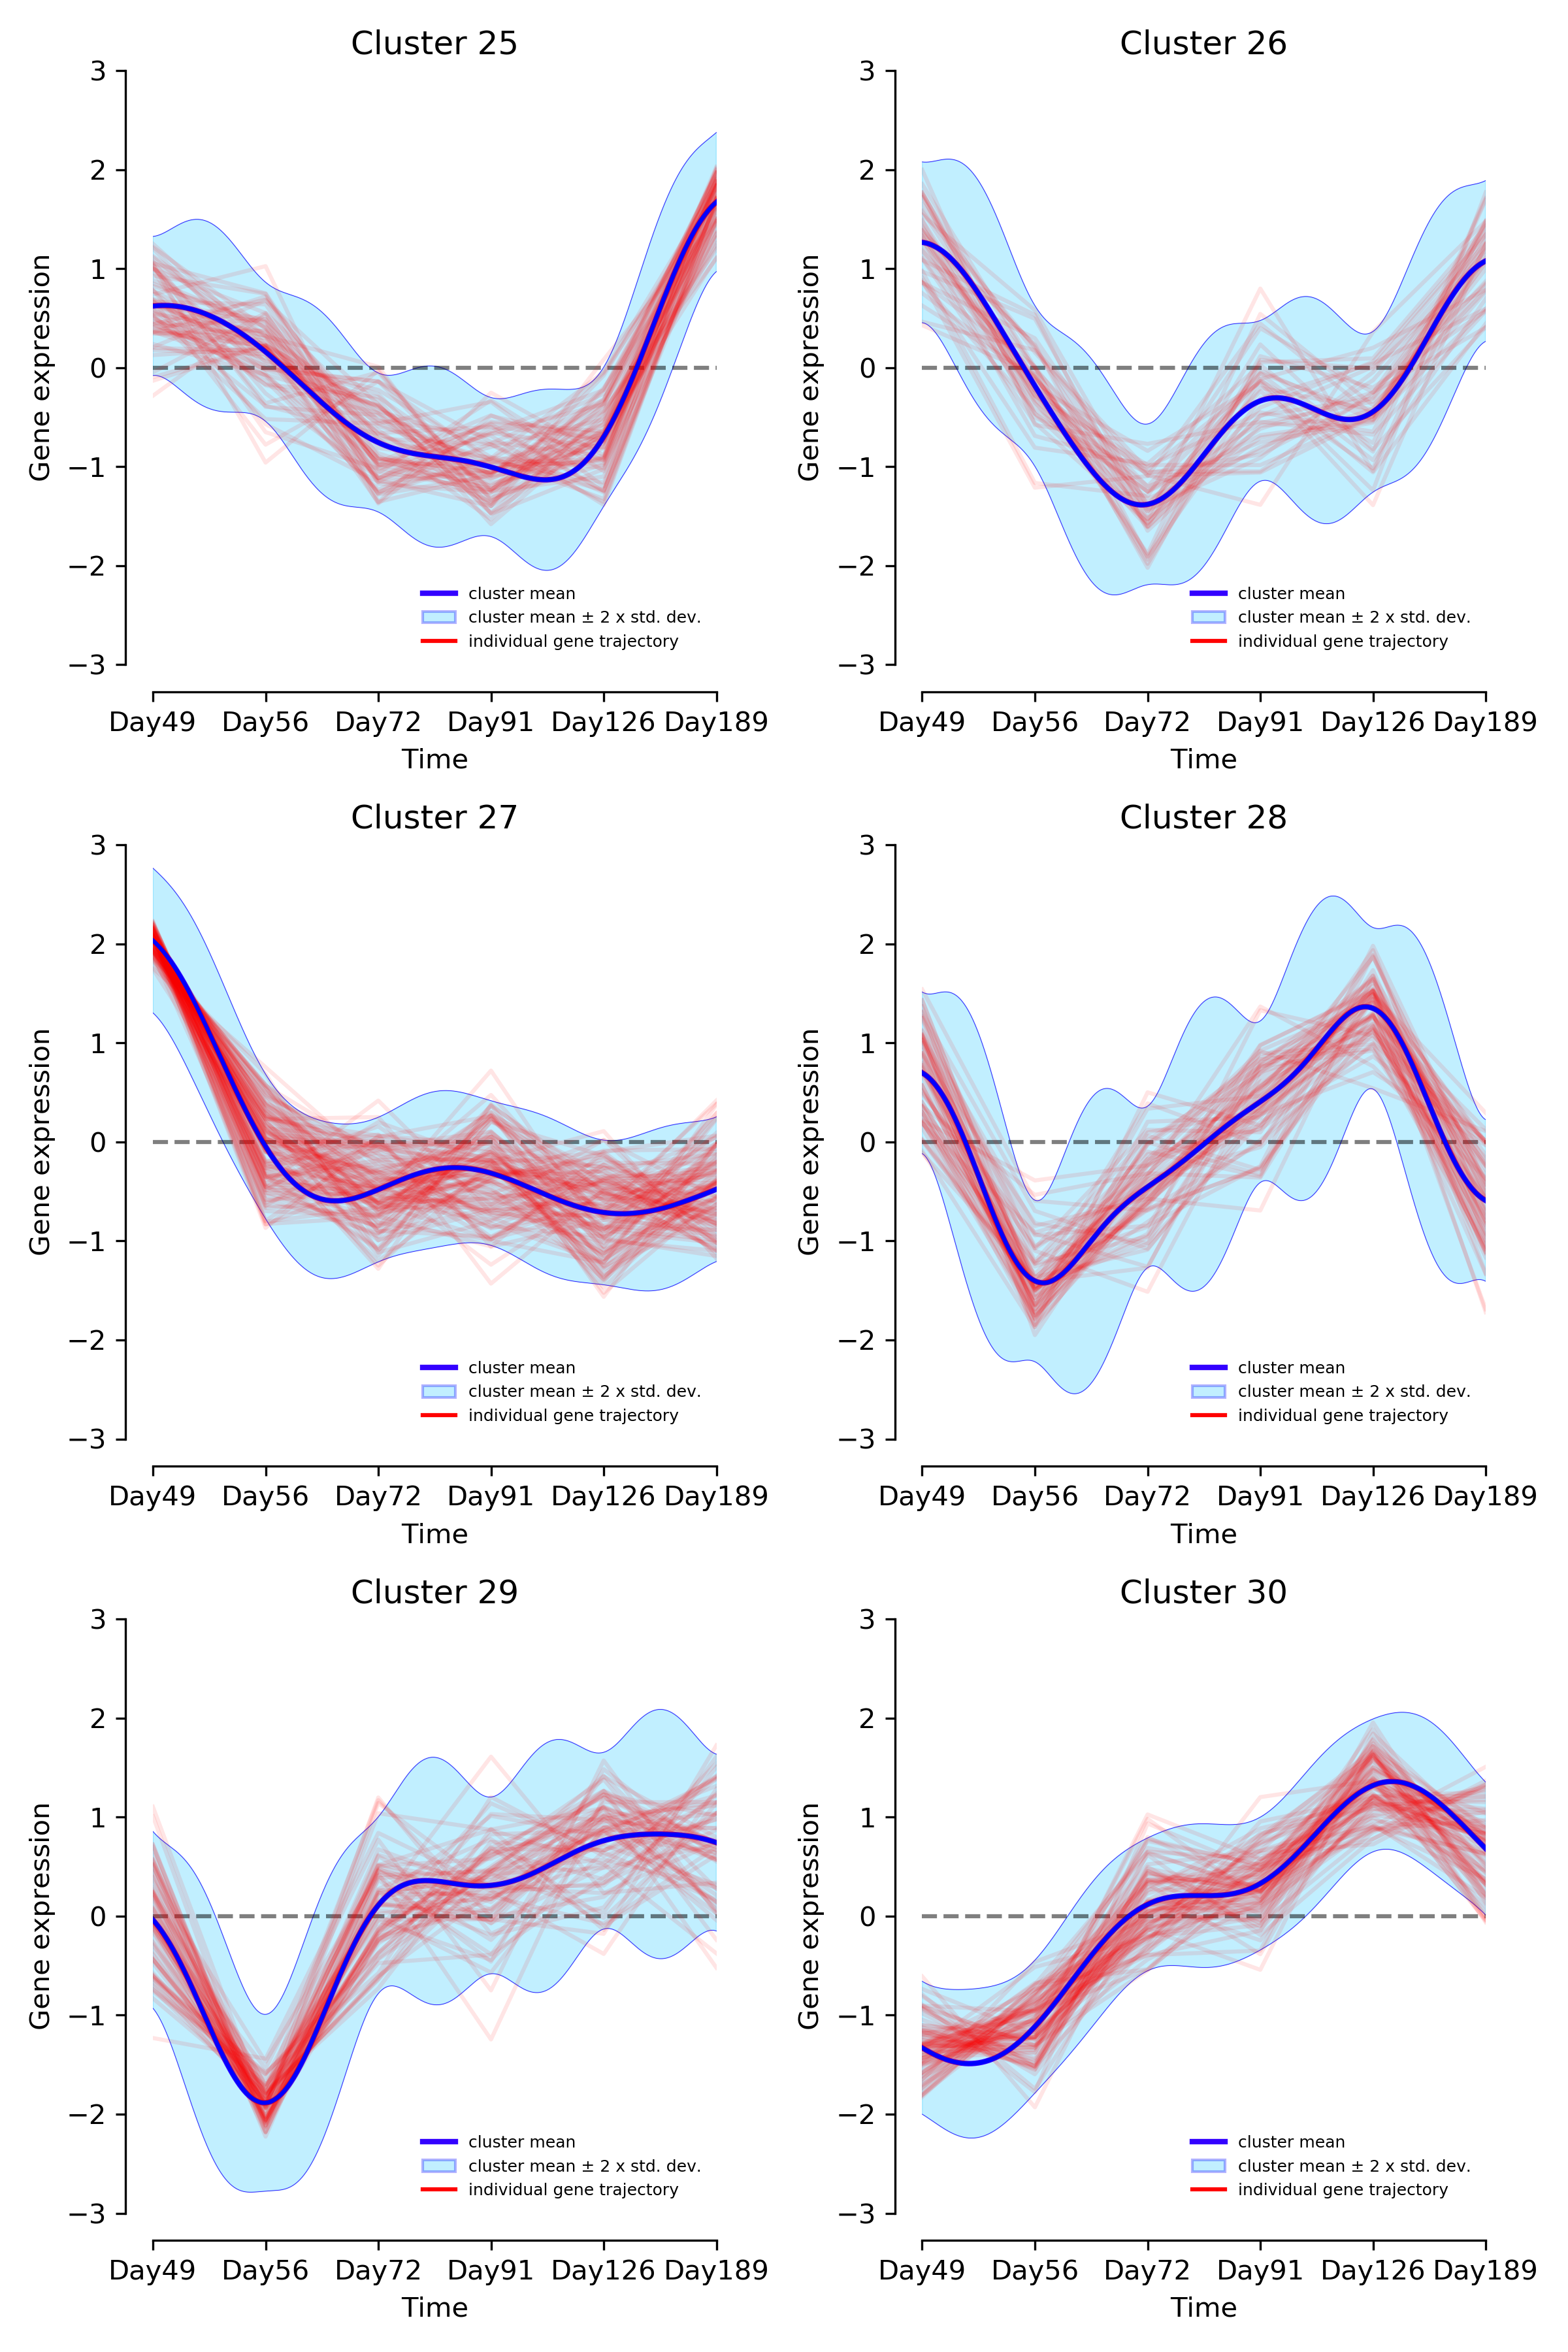 Cluster 25
Gene expression
3
2
1
0
−1
−2
−3
cluster mean
cluster mean ± 2 x std. dev.
individual gene trajectory
Day49 Day56 Day72 Day91 Day126 Day189
Time
Cluster 26
Gene expression
3
2
1
0
−1
−2
−3
cluster mean
cluster mean ± 2 x std. dev.
individual gene trajectory
Day49 Day56 Day72 Day91 Day126 Day189
Time
Cluster 27
Gene expression
3
2
1
0
−1
−2
−3
cluster mean
cluster mean ± 2 x std. dev.
individual gene trajectory
Day49 Day56 Day72 Day91 Day126 Day189
Time
Cluster 28
Gene expression
3
2
1
0
−1
−2
−3
cluster mean
cluster mean ± 2 x std. dev.
individual gene trajectory
Day49 Day56 Day72 Day91 Day126 Day189
Time
Cluster 29
Gene expression
3
2
1
0
−1
−2
−3
cluster mean
cluster mean ± 2 x std. dev.
individual gene trajectory
Day49 Day56 Day72 Day91 Day126 Day189
Time
Cluster 30
Gene expression
3
2
1
0
−1
−2
−3
cluster mean
cluster mean ± 2 x std. dev.
individual gene trajectory
Day49 Day56 Day72 Day91 Day126 Day189
Time